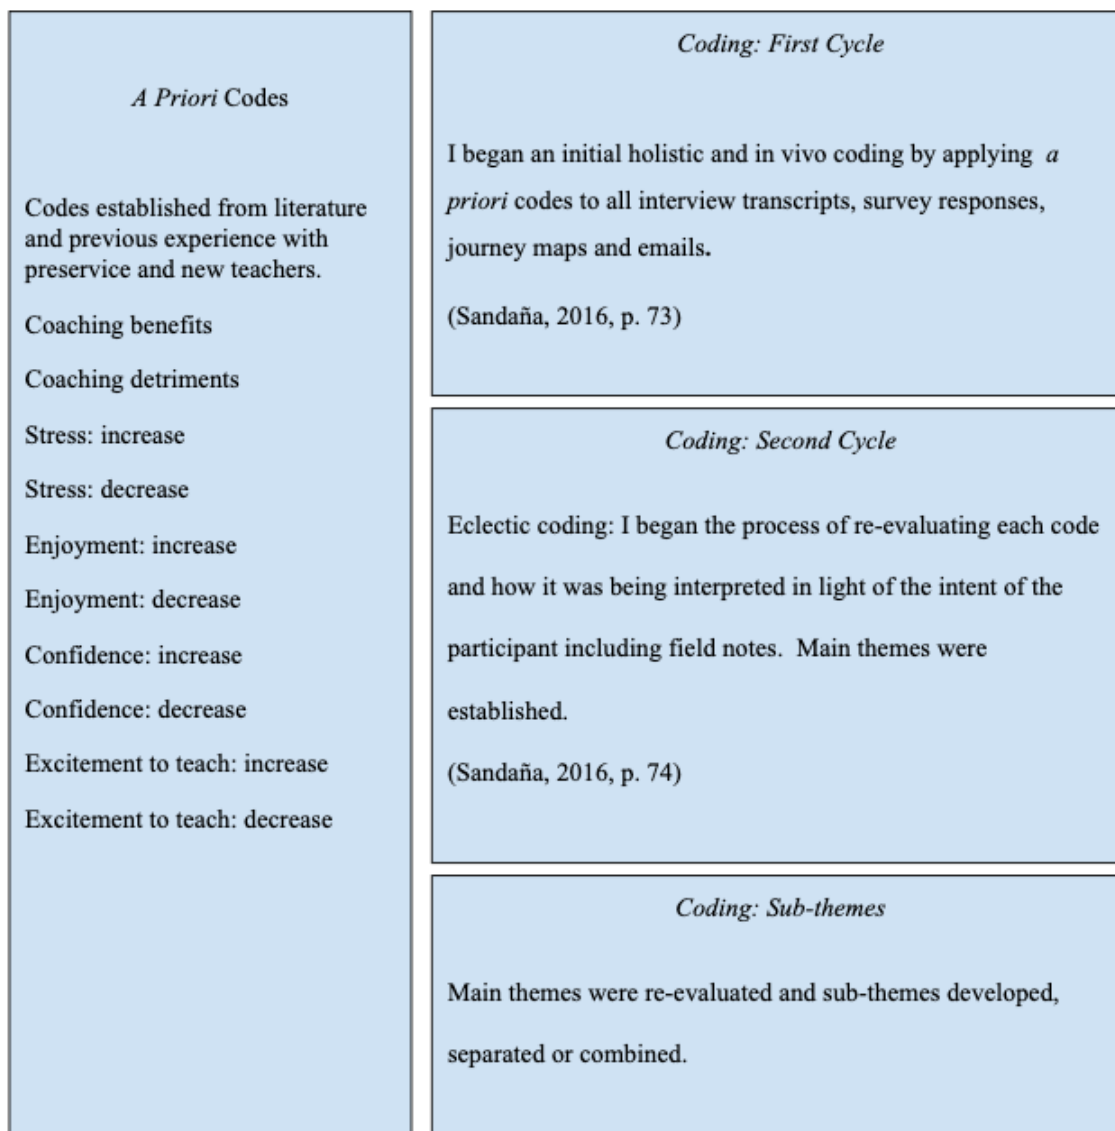 A Priori Codes
Codes established from literature
and previous experience with
preservice and new teachers.
Coaching benefits
Coaching detriments
Stress: increase
Stress: decrease
Enjoyment: increase
Enjoyment: decrease
Confidence: increase
Confidence: decrease
Excitement to teach: increase
Excitement to teach: decrease
Coding: First Cycle
I began an initial holistic and in vivo coding by applying a
priori codes to all interview transcripts, survey responses,
journey maps and emails.
(Sandaña, 2016, p. 73)
Coding: Second Cycle
Eclectic coding: I began the process of re-evaluating each code
and how it was being interpreted in light of the intent of the
participant including field notes. Main themes were
established.
(Sandaña, 2016, p. 74)
Coding: Sub-themes
Main themes were re-evaluated and sub-themes developed,
separated or combined.